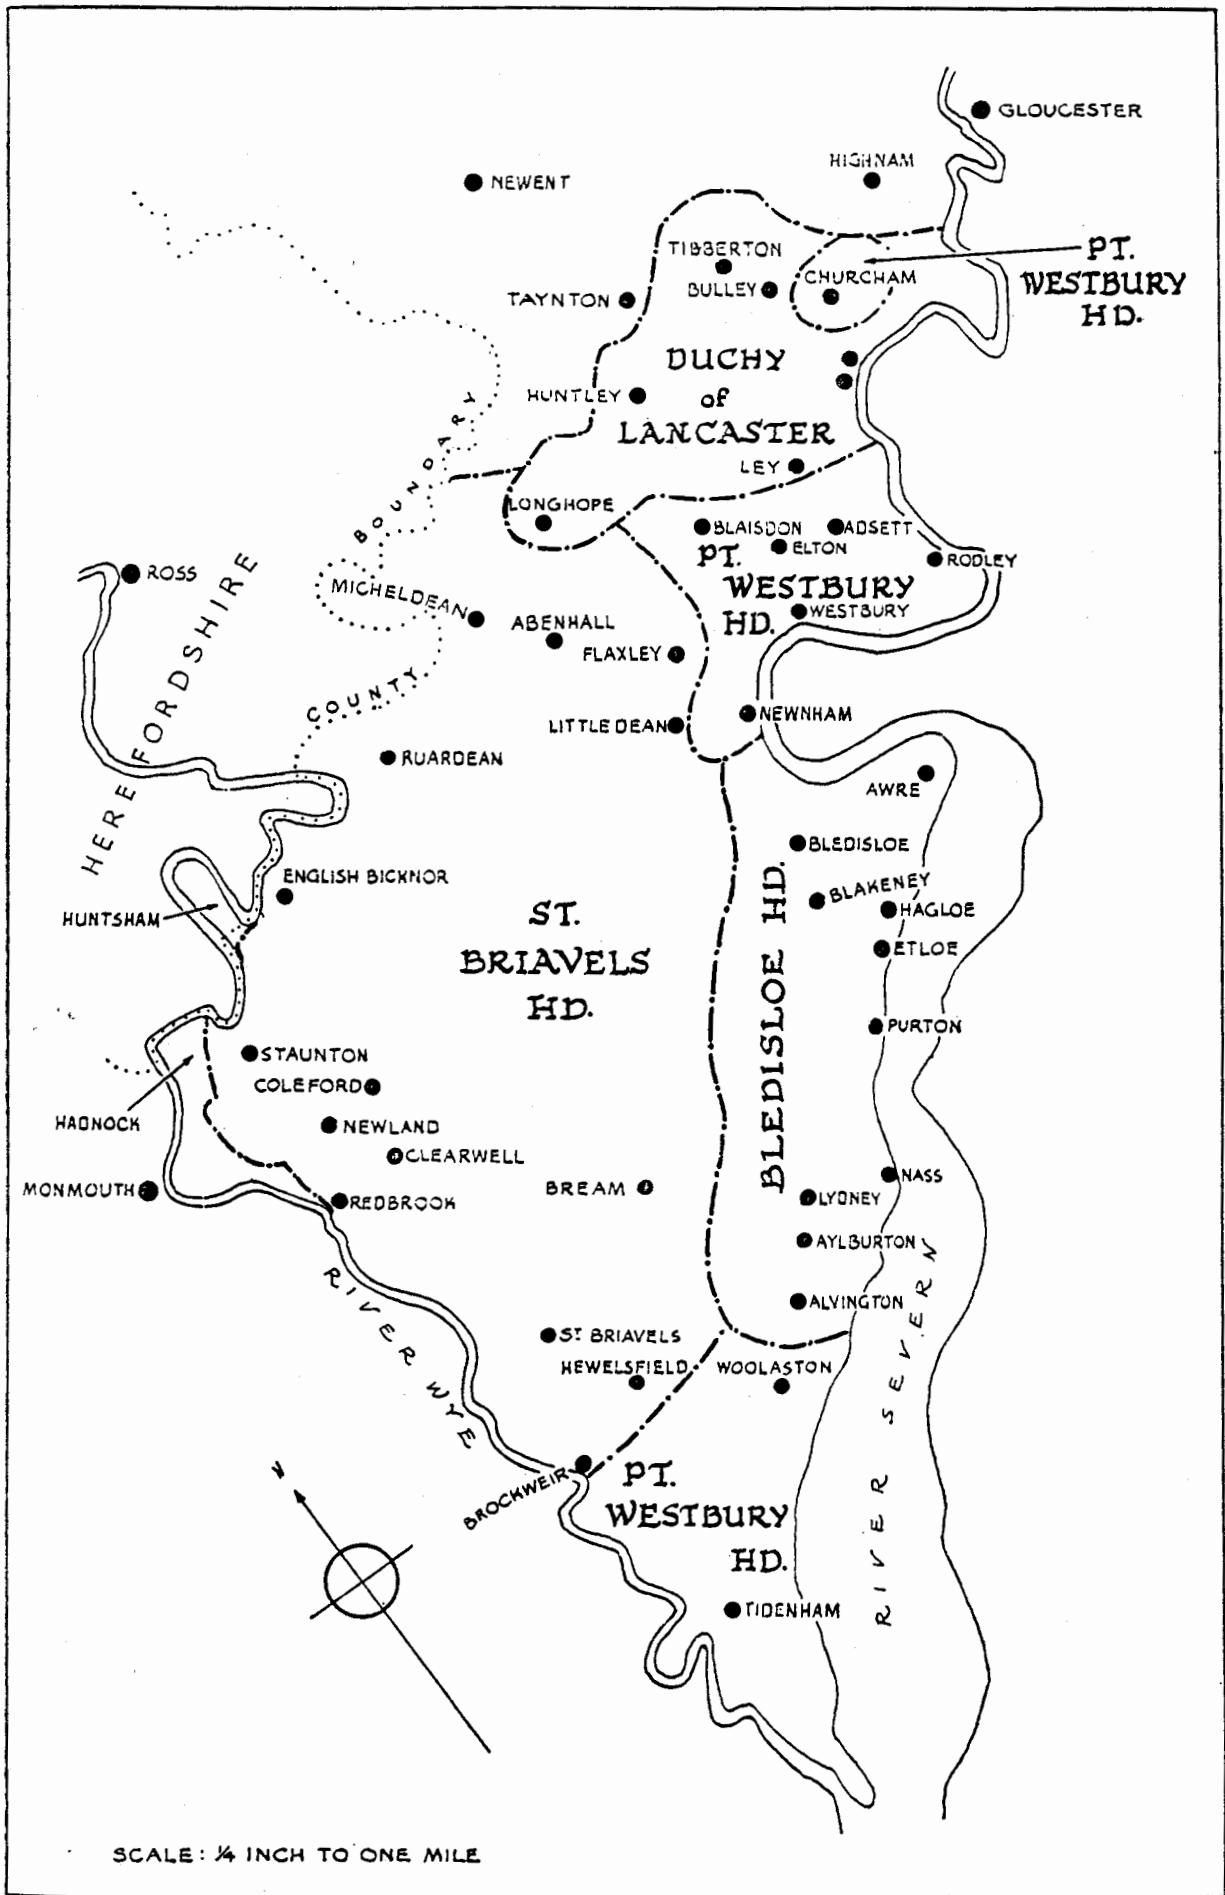 GLOUCESTER
HIGHNAM
NEWENT
TIBBERTON
PT.
WESTBURY
HD.
CHURCHAM
BULLEY
TAYNTON
DUCHY
of
LANCASTER
HUNTLEY
LEY
BOUNDARY
LONGHOPE
BLAISDON
ADSETT
ELTON
PT.
WESTBURY
HD.
RODLEY
ROSS
HEREFORDSHIRE
MICHELDEAN
ABENHALL
WESTBURY
FLAXLEY
COUNTY
LITTLE DEAN
NEWNHAM
RUARDEAN
AWRE
BLEDISLOE
ENGLISH BICKNOR
BLAKENEY
HUNTSHAM
HAGLOE
ST.
BRIAVELS
HD.
BLEDISLOE HD.
ETLOE
PURTON
STAUNTON
COLEFORD
HADNOCK
NEWLAND
CLEARWELL
MONMOUTH
REDBROOK
BREAM
NASS
LYDNEY
AYLBURTON
RIVER WYE
ALVINGTON
ST BRIAVELS
HEWELSFIELD
WOOLASTON
RIVER SEVERN
N
BROCKWEIR
PT.
WESTBURY
HD.
TIDENHAM
SCALE: ¼ INCH TO ONE MILE